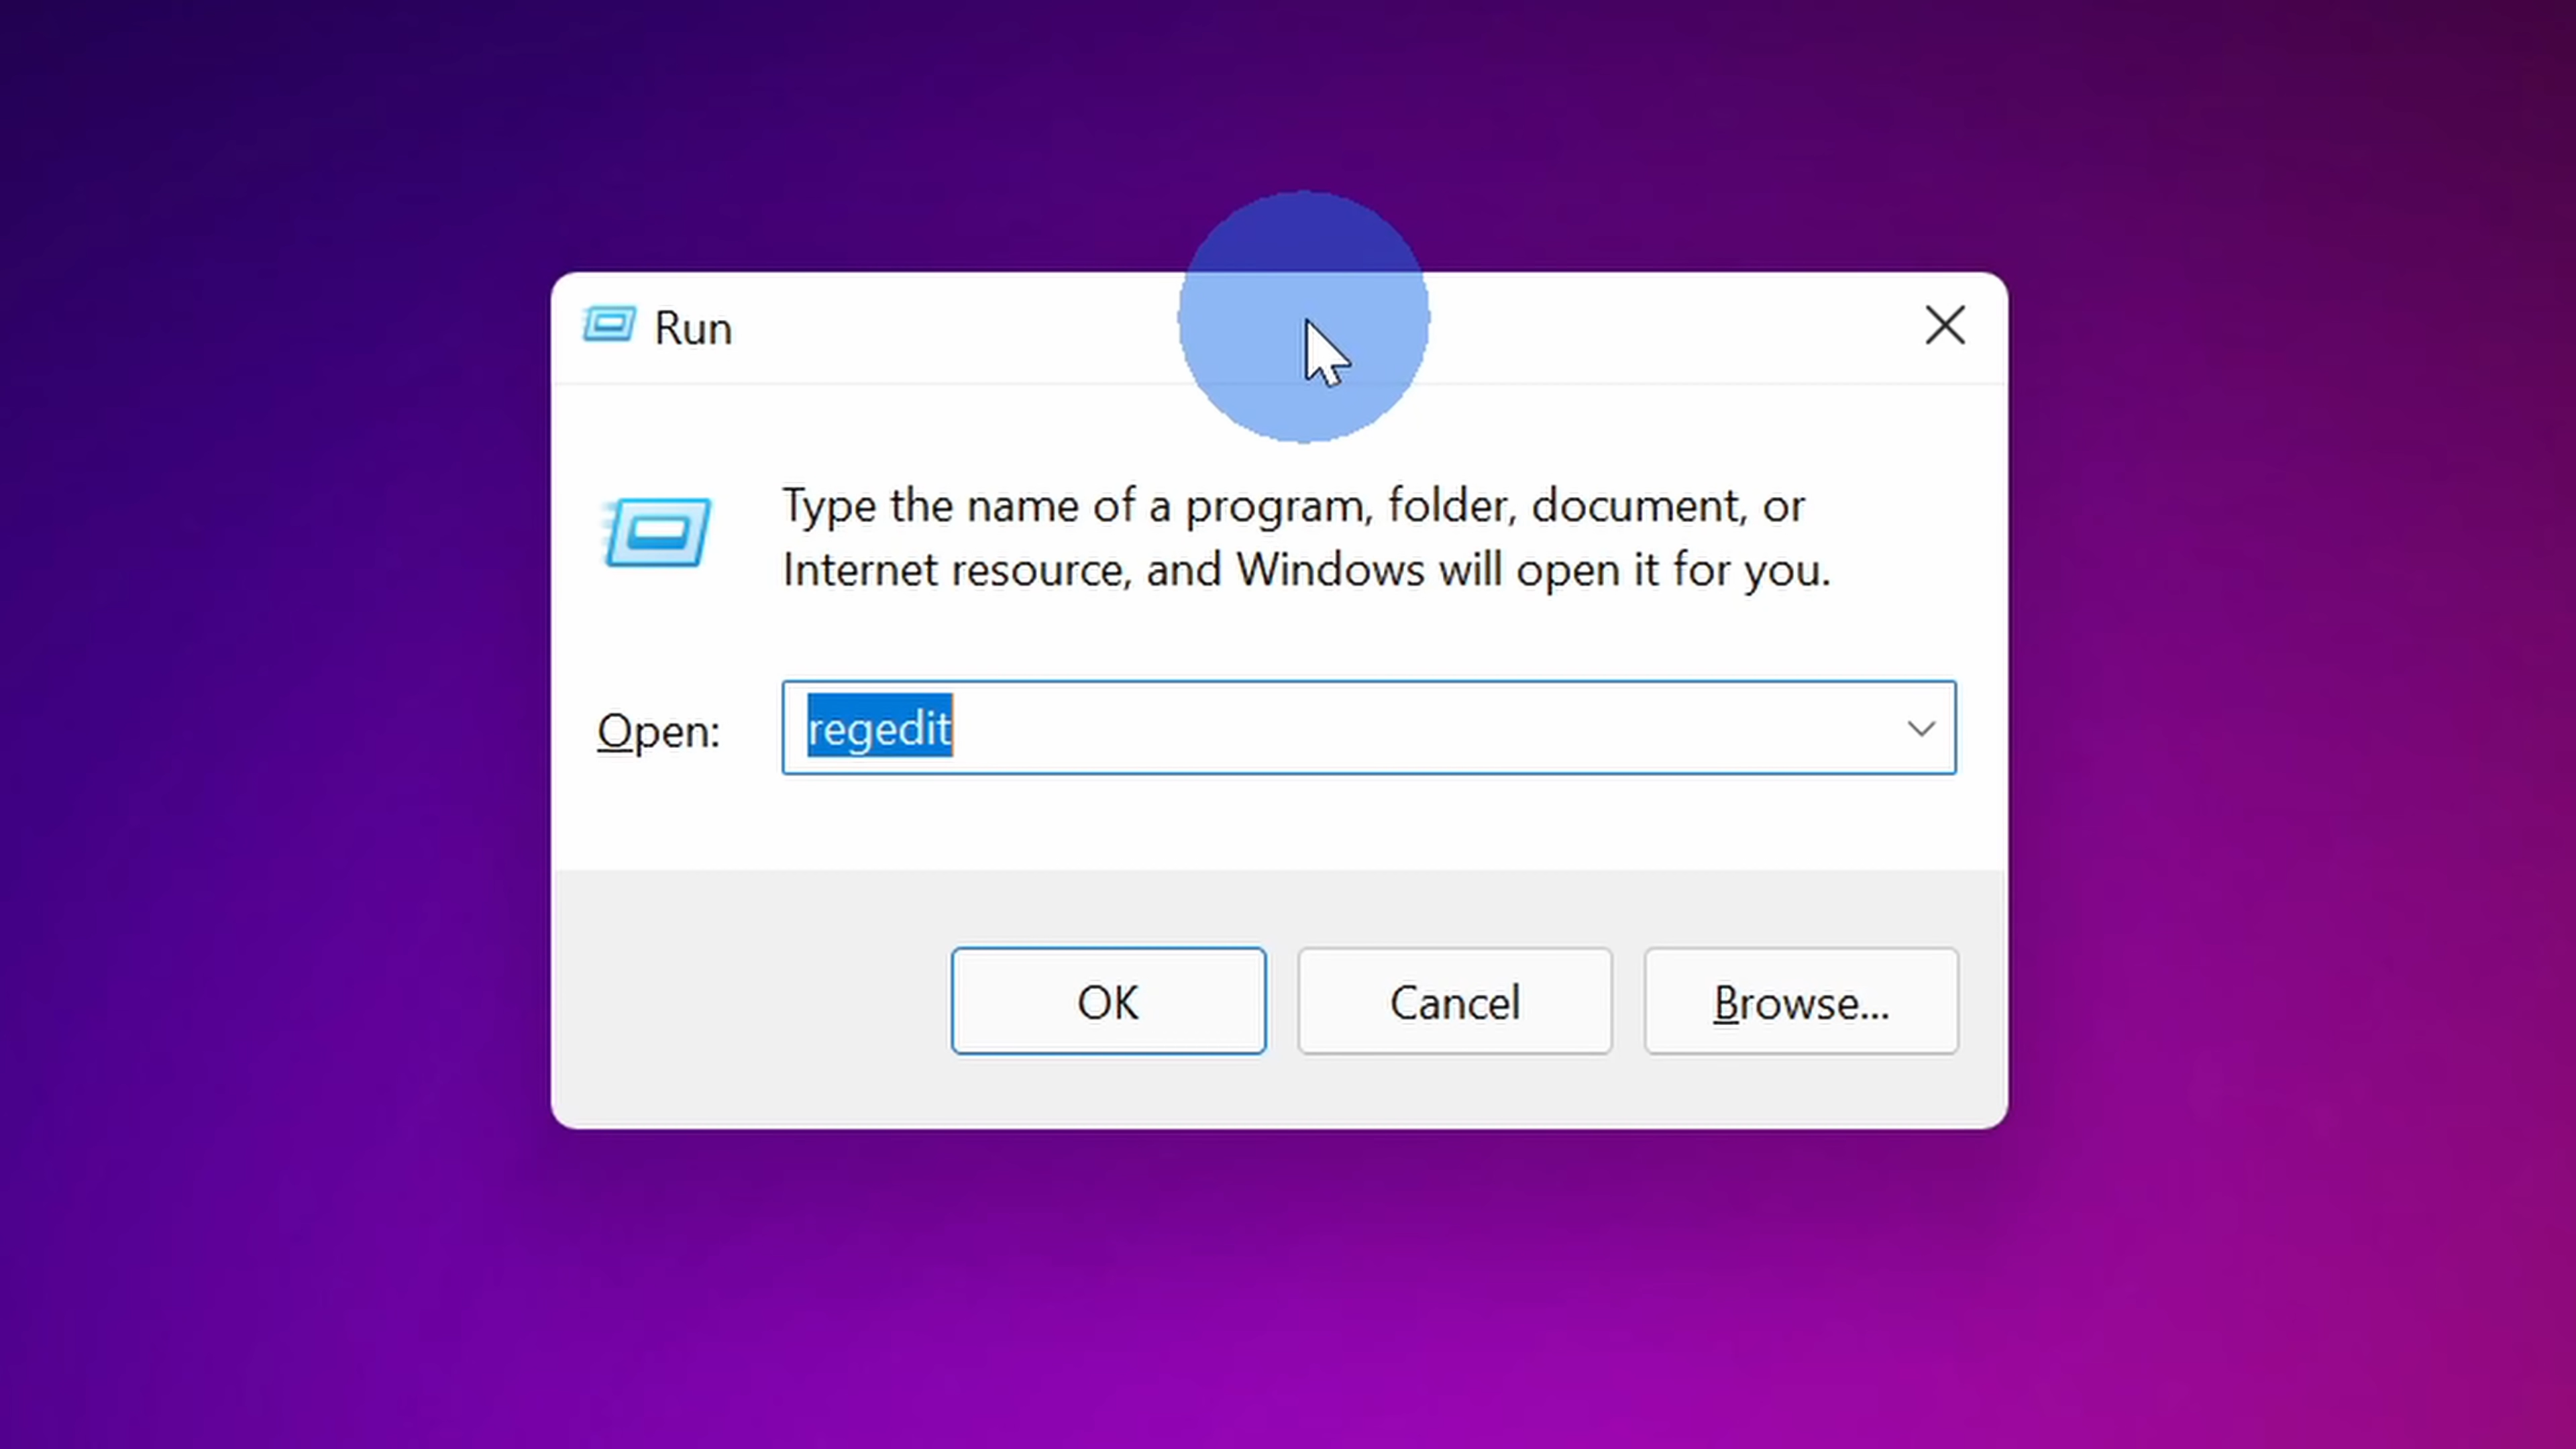 Run
Type the name of a program, folder, document, or
Internet resource, and Windows will open it for you.
Open: regedit
OK Cancel Browse...